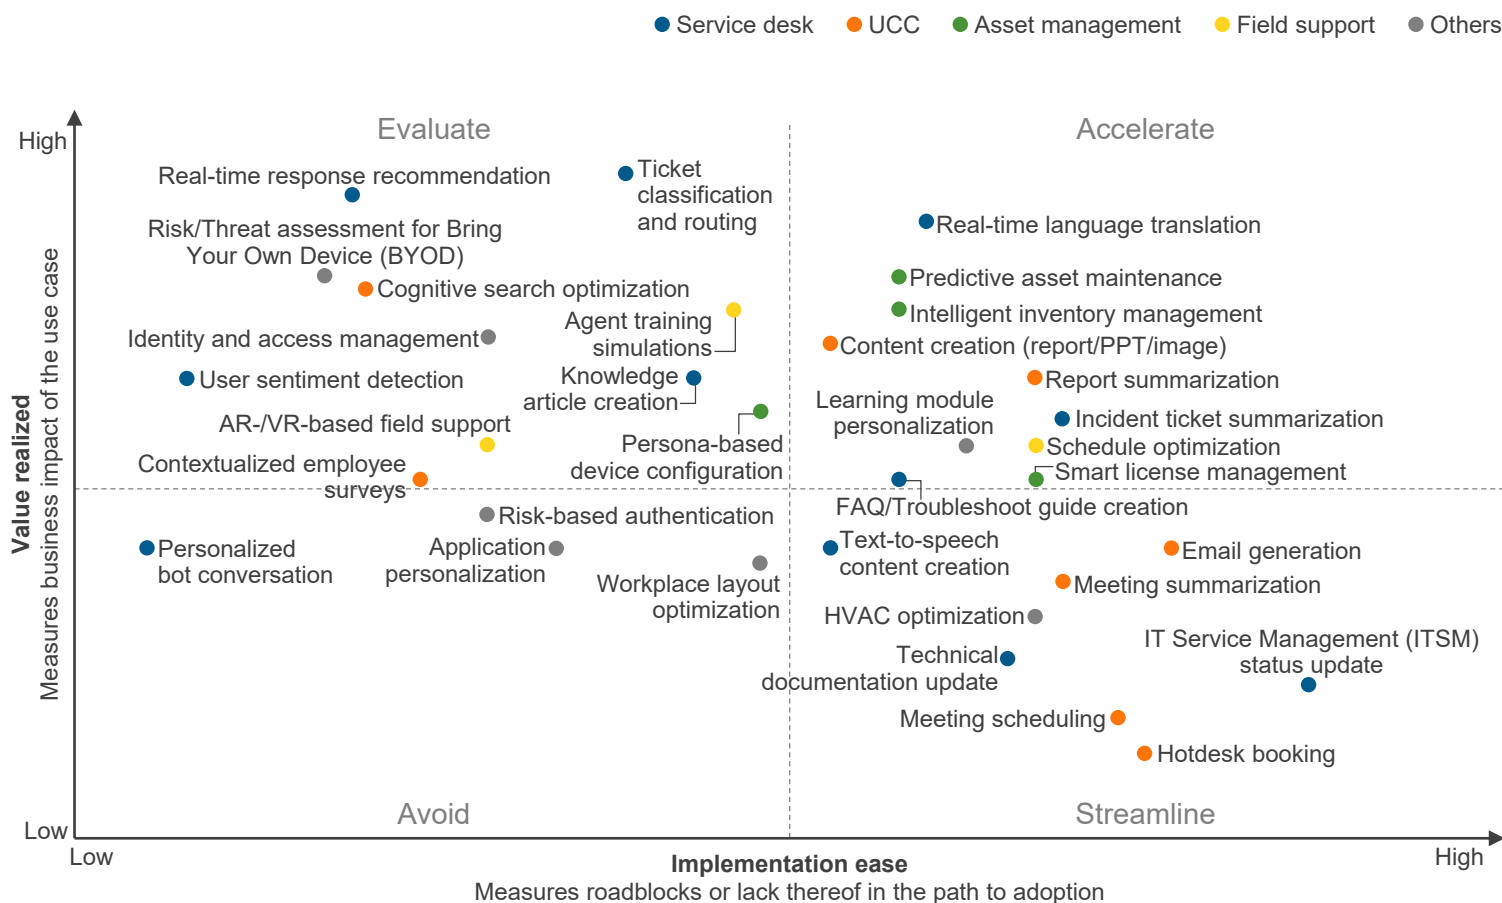 Service desk
UCC
Asset management
Field support
Others
High
Evaluate
Accelerate
Real-time response recommendation
Ticket
classification
and routing
Risk/Threat assessment for Bring
Your Own Device (BYOD)
Cognitive search optimization
Agent training
simulations
Identity and access management
User sentiment detection
Knowledge
article creation
AR-/VR-based field support
Persona-based
device configuration
Contextualized employee
surveys
Real-time language translation
Predictive asset maintenance
Intelligent inventory management
Content creation (report/PPT/image)
Report summarization
Learning module
personalization
Incident ticket summarization
Schedule optimization
Smart license management
FAQ/Troubleshoot guide creation
Risk-based authentication
Personalized
bot conversation
Application
personalization
Workplace layout
optimization
Text-to-speech
content creation
Email generation
Meeting summarization
HVAC optimization
IT Service Management (ITSM)
status update
Technical
documentation update
Meeting scheduling
Hotdesk booking
Avoid
Streamline
Value realized
Measures business impact of the use case
Low
Low
High
Implementation ease
Measures roadblocks or lack thereof in the path to adoption